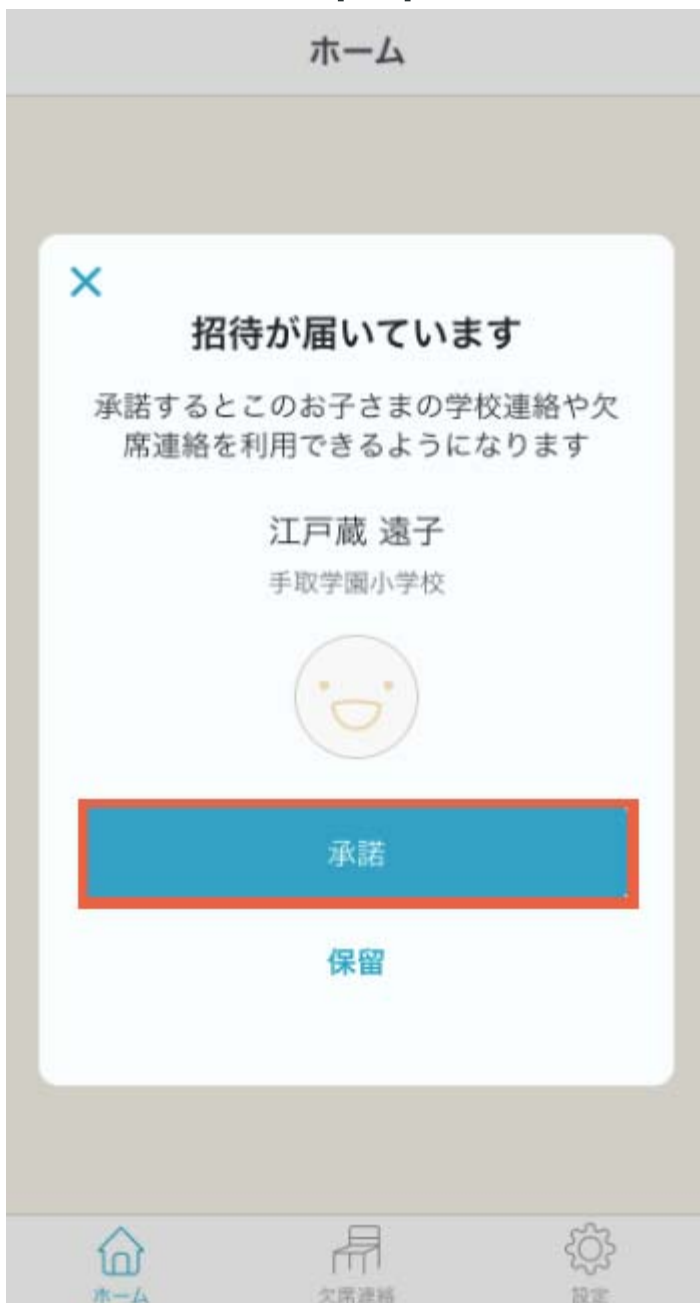 ホーム
招待が届いています
承諾するとこのお子さまの学校連絡や欠
席連絡を利用できるようになります
江戸蔵 遠子
手取学園小学校
承諾
保留
ホーム
欠席連絡
設定